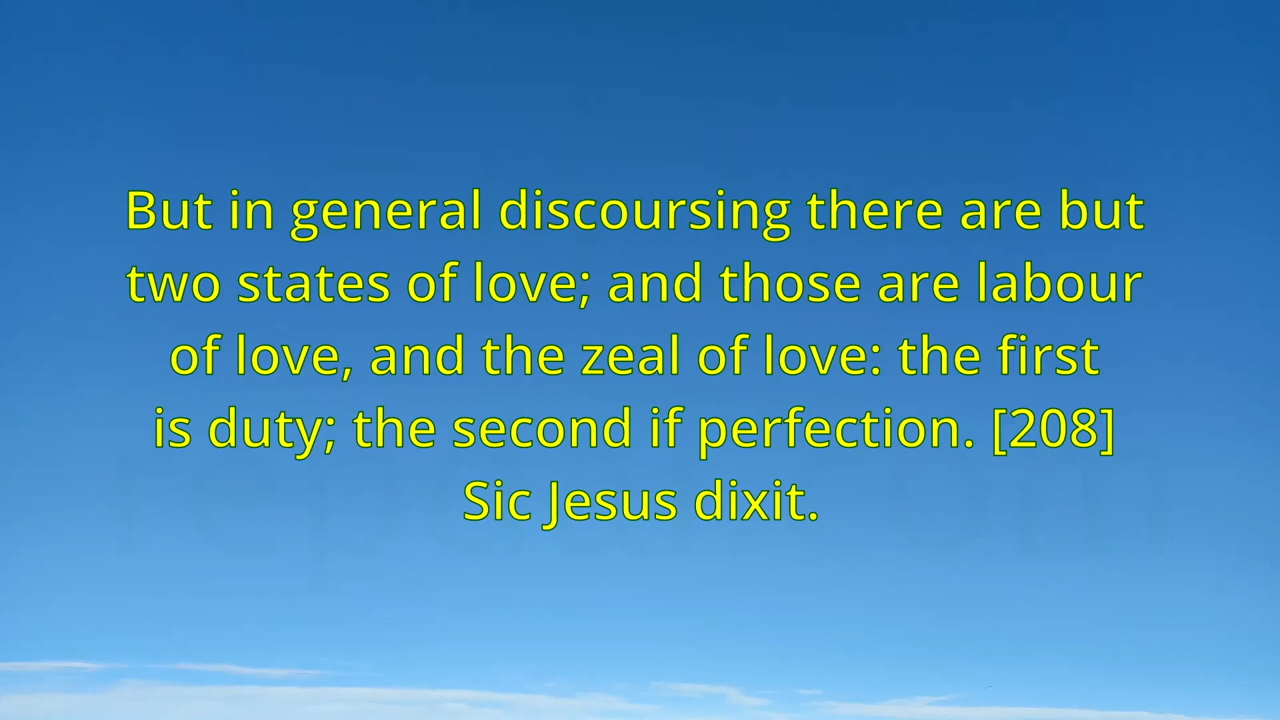 But in general discoursing there are but
two states of love; and those are labour
of love, and the zeal of love: the first
is duty; the second if perfection. [208]
Sic Jesus dixit.